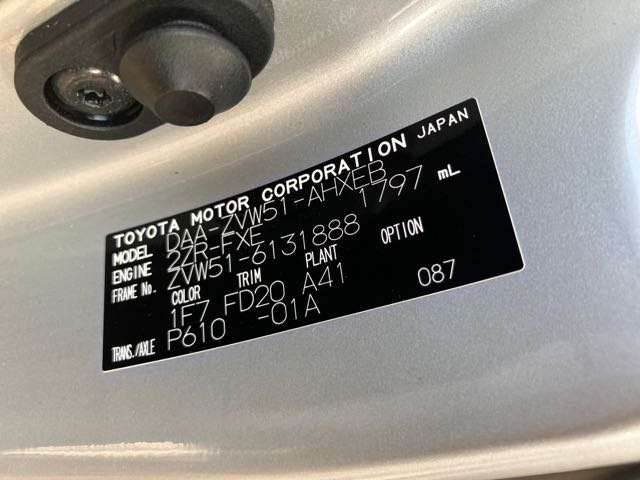 TOYOTA MOTOR CORPORATION JAPAN
MODEL DAA-ZVW51-AHXEB
ENGINE 2ZR-FXE 1797 mL
FRAME No. ZVW51-6131888
COLOR TRIM PLANT OPTION
1F7 FD20 A41
TRANS./AXLE P610 -01A 087